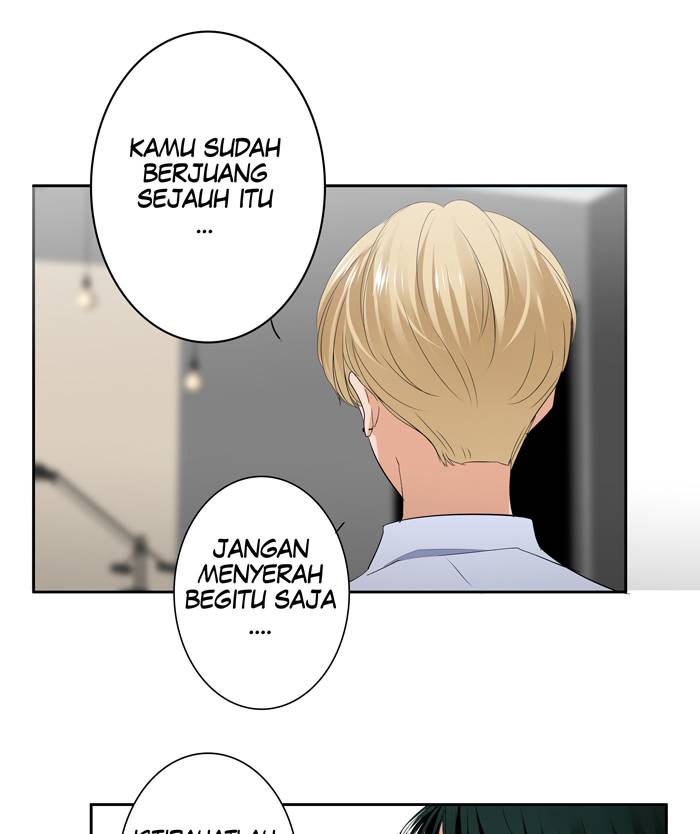 KAMU SUDAH
BERJUANG
SEJAUH ITU
...
JANGAN
MENYERAH
BEGITU SAJA
....